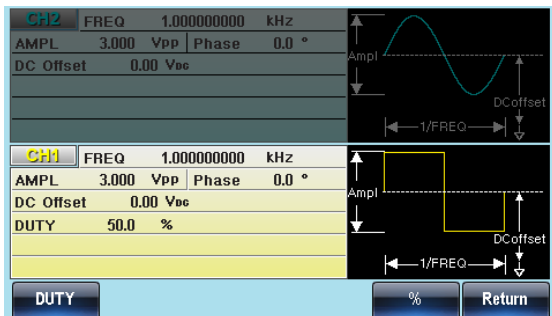 CH2 FREQ 1.000000000 kHz
AMPL 3.000 Vpp Phase 0.0 °
DC Offset 0.00 VDC
Ampl
DCoffset
1/FREQ
CH1 FREQ 1.000000000 kHz
AMPL 3.000 Vpp Phase 0.0 °
DC Offset 0.00 VDC
DUTY 50.0 %
Ampl
DCoffset
1/FREQ
DUTY % Return